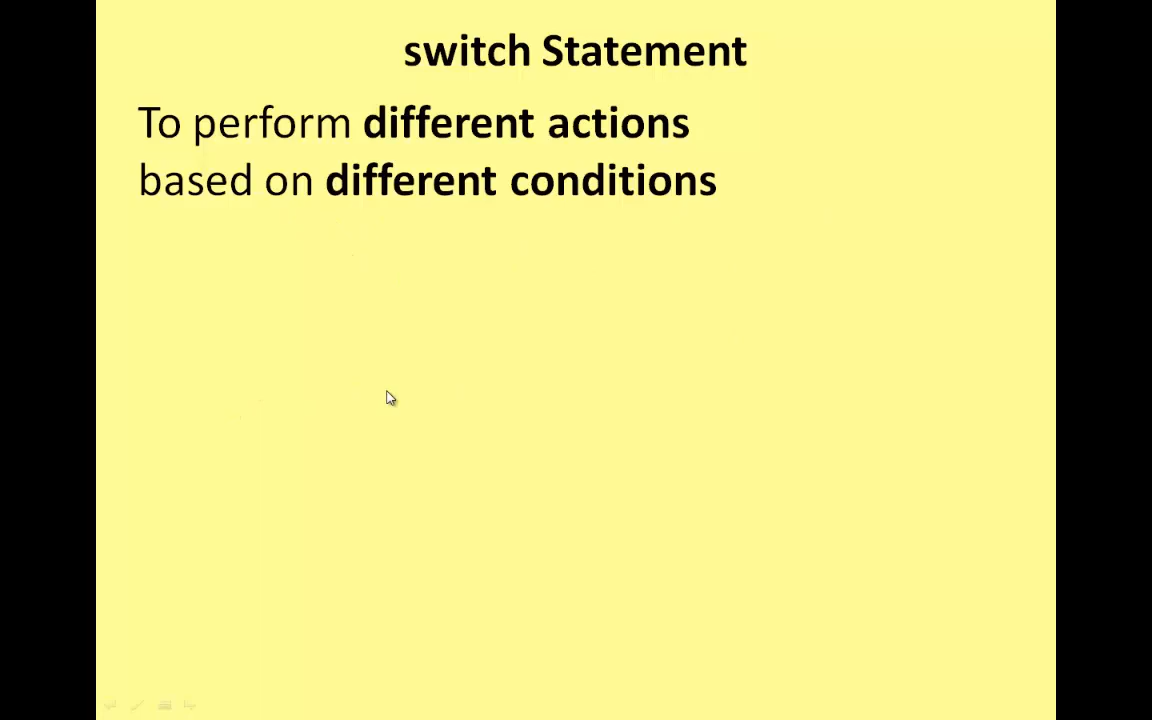 switch Statement
To perform different actions
based on different conditions